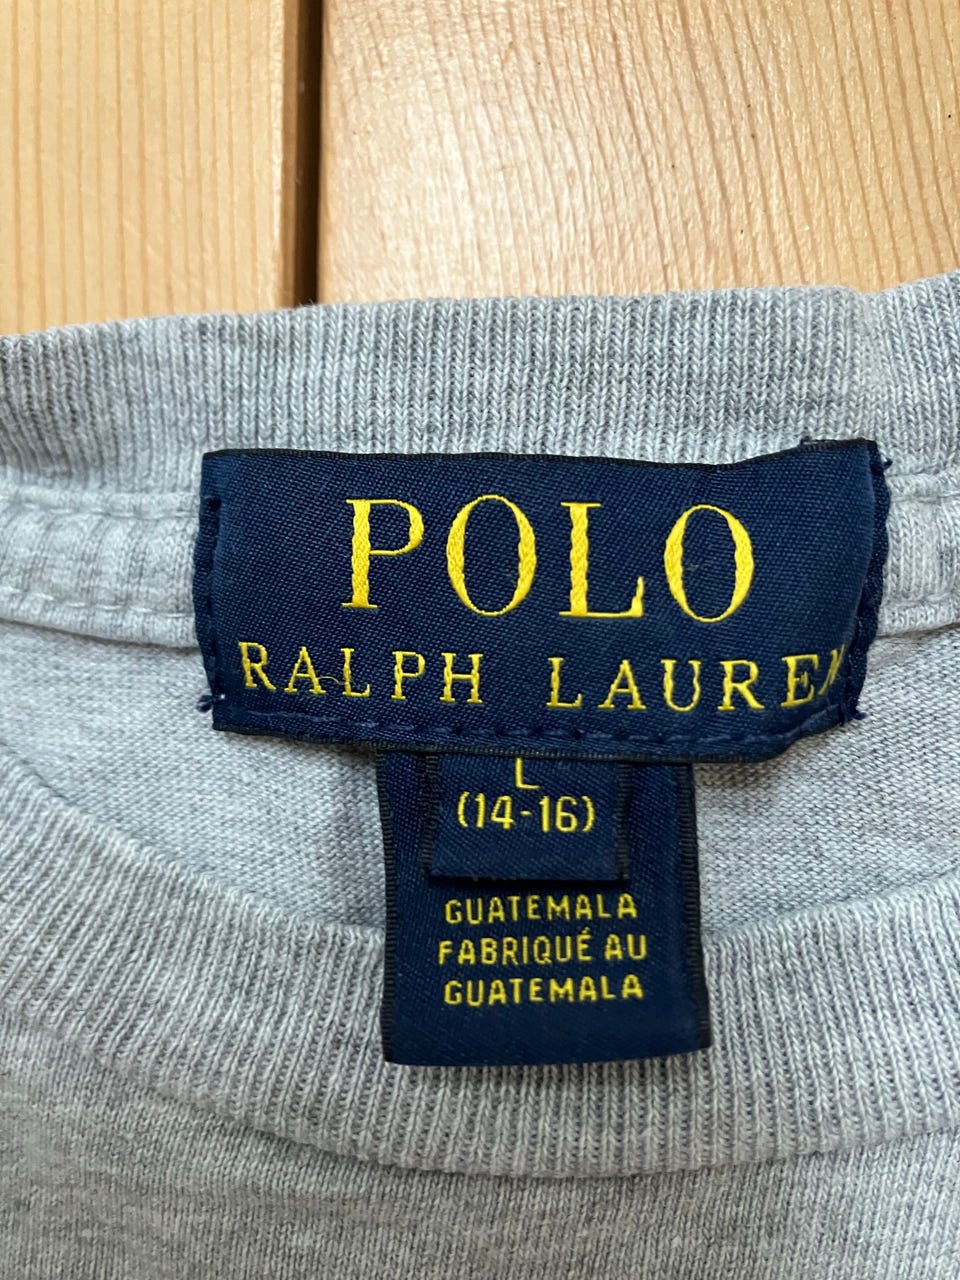 POLO
RALPH LAUREN
L
(14-16)
GUATEMALA
FABRIQUÉ AU
GUATEMALA